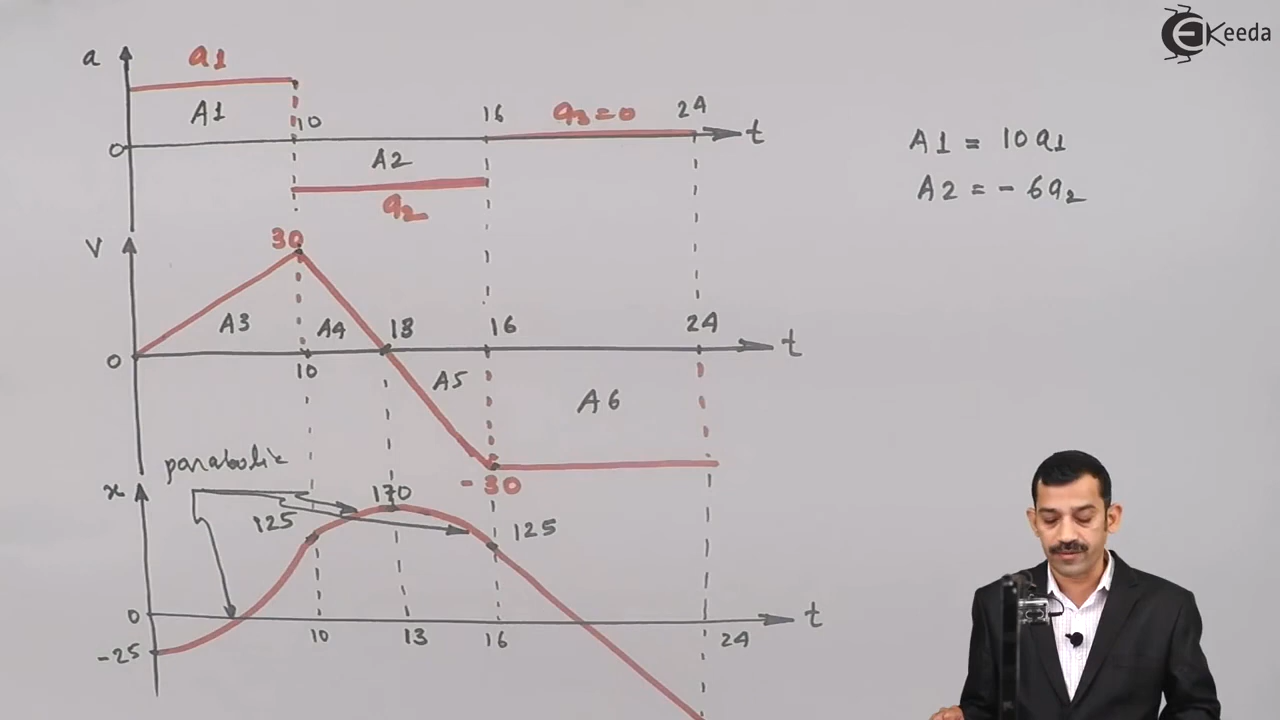 EKeeda
a
a1
A1
10
16
a3=0
24
t
0
A2
a2
A1 = 10a1
A2 = - 6a2
V
30
A3
A4
13
16
24
t
0
10
A5
A6
parabolic
-30
x
125
170
125
0
t
10
13
16
24
-25